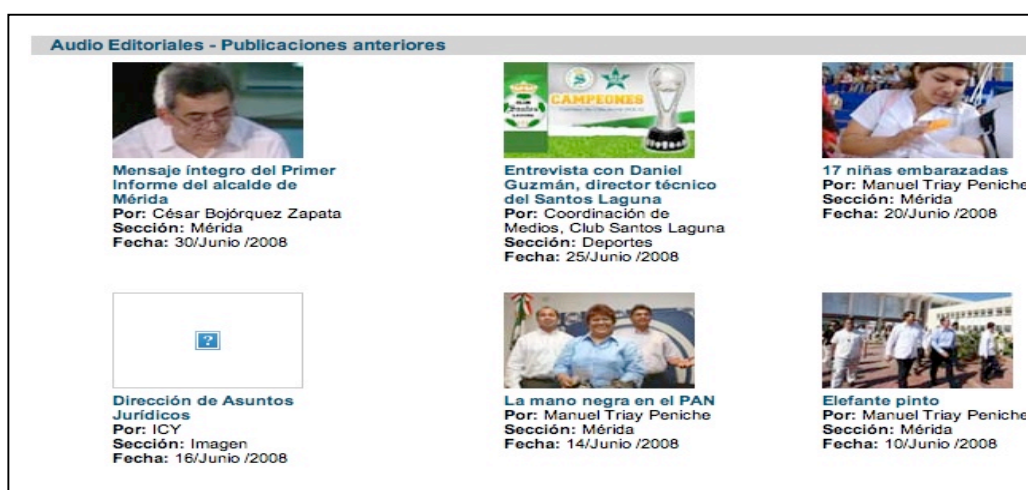 Audio Editoriales - Publicaciones anteriores
CAMPEONES
Mensaje íntegro del Primer
Informe del alcalde de
Mérida
Por: César Bojórquez Zapata
Sección: Mérida
Fecha: 30/Junio /2008
Entrevista con Daniel
Guzmán, director técnico
del Santos Laguna
Por: Coordinación de
Medios, Club Santos Laguna
Sección: Deportes
Fecha: 25/Junio /2008
17 niñas embarazadas
Por: Manuel Triay Peniche
Sección: Mérida
Fecha: 20/Junio /2008
?
Dirección de Asuntos
Jurídicos
Por: ICY
Sección: Imagen
Fecha: 16/Junio /2008
La mano negra en el PAN
Por: Manuel Triay Peniche
Sección: Mérida
Fecha: 14/Junio /2008
Elefante pinto
Por: Manuel Triay Peniche
Sección: Mérida
Fecha: 10/Junio /2008